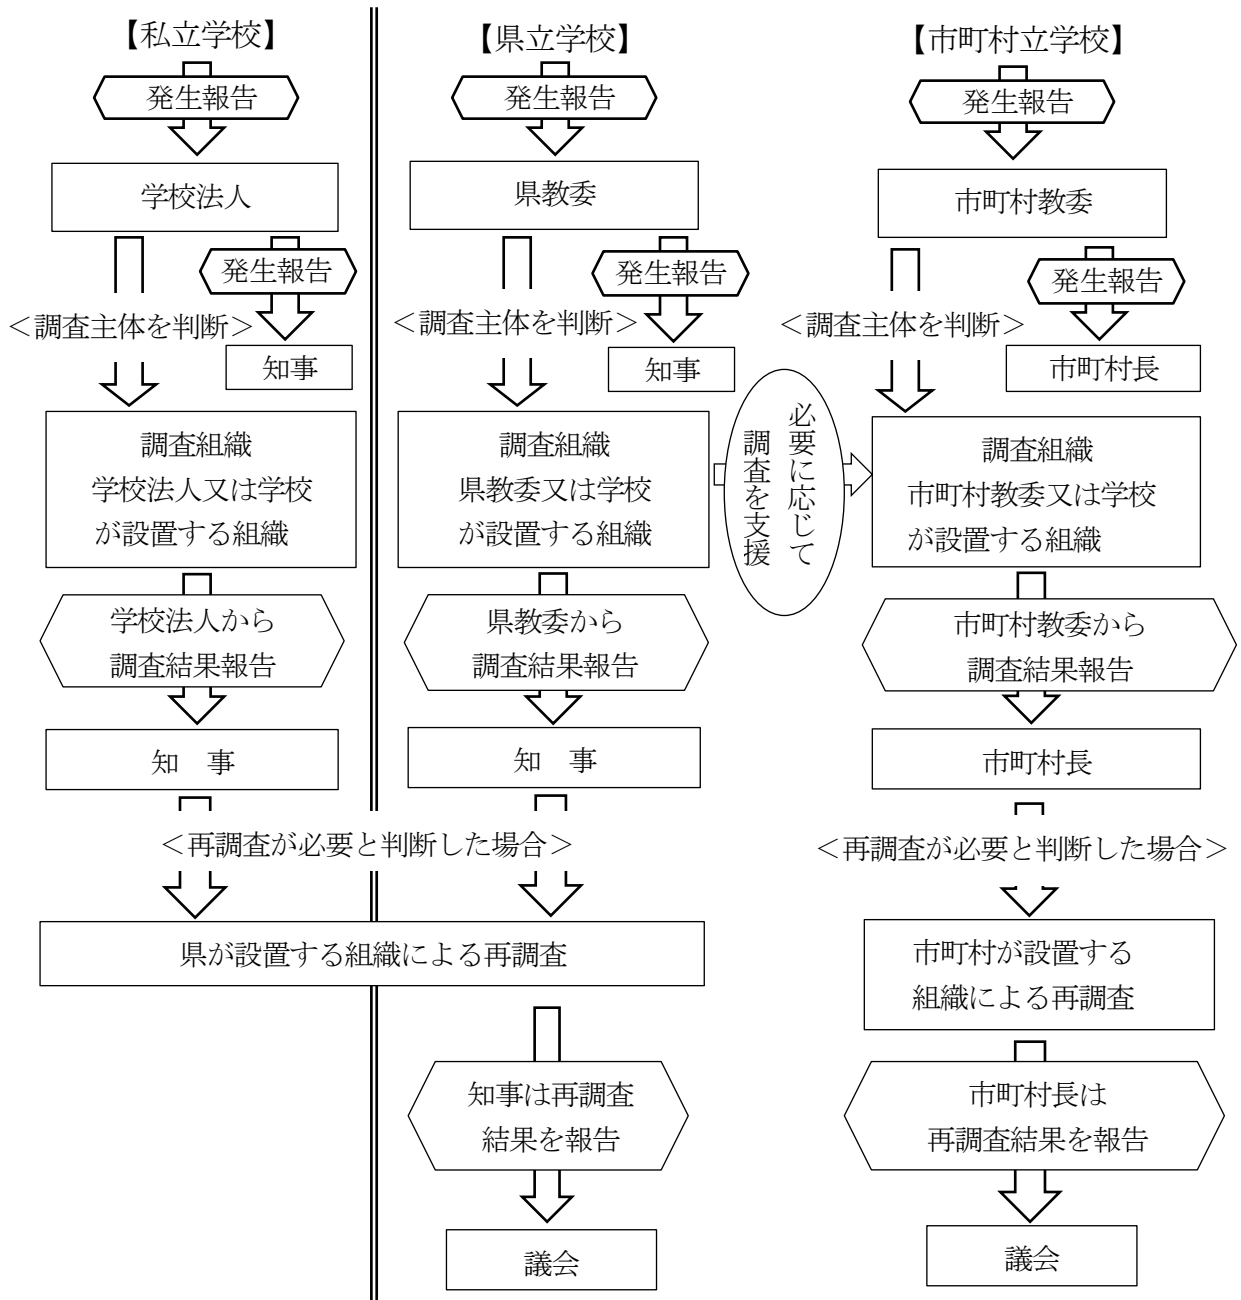 【私立学校】
発生報告
学校法人
発生報告
＜調査主体を判断＞
知事
調査組織
学校法人又は学校
が設置する組織
学校法人から
調査結果報告
知　事
【県立学校】
発生報告
県教委
発生報告
＜調査主体を判断＞
知事
調査組織
県教委又は学校
が設置する組織
必要に応じて
調査を支援
県教委から
調査結果報告
知　事
＜再調査が必要と判断した場合＞
県が設置する組織による再調査
知事は再調査
結果を報告
議会
【市町村立学校】
発生報告
市町村教委
発生報告
＜調査主体を判断＞
市町村長
調査組織
市町村教委又は学校
が設置する組織
市町村教委から
調査結果報告
市町村長
＜再調査が必要と判断した場合＞
市町村が設置する
組織による再調査
市町村長は
再調査結果を報告
議会